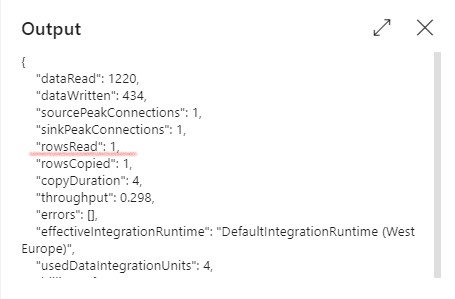 Output
{
"dataRead": 1220,
"dataWritten": 434,
"sourcePeakConnections": 1,
"sinkPeakConnections": 1,
"rowsRead": 1,
"rowsCopied": 1,
"copyDuration": 4,
"throughput": 0.298,
"errors": [],
"effectiveIntegrationRuntime": "DefaultIntegrationRuntime (West
Europe)",
"usedDataIntegrationUnits": 4,